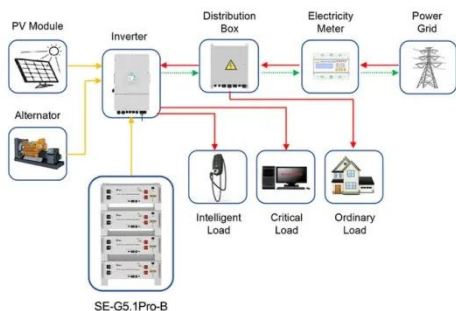 PV Module
Inverter
Distribution
Box
Electricity
Meter
Power
Grid
Alternator
Intelligent
Load
Critical
Load
Ordinary
Load
SE-G5.1Pro-B